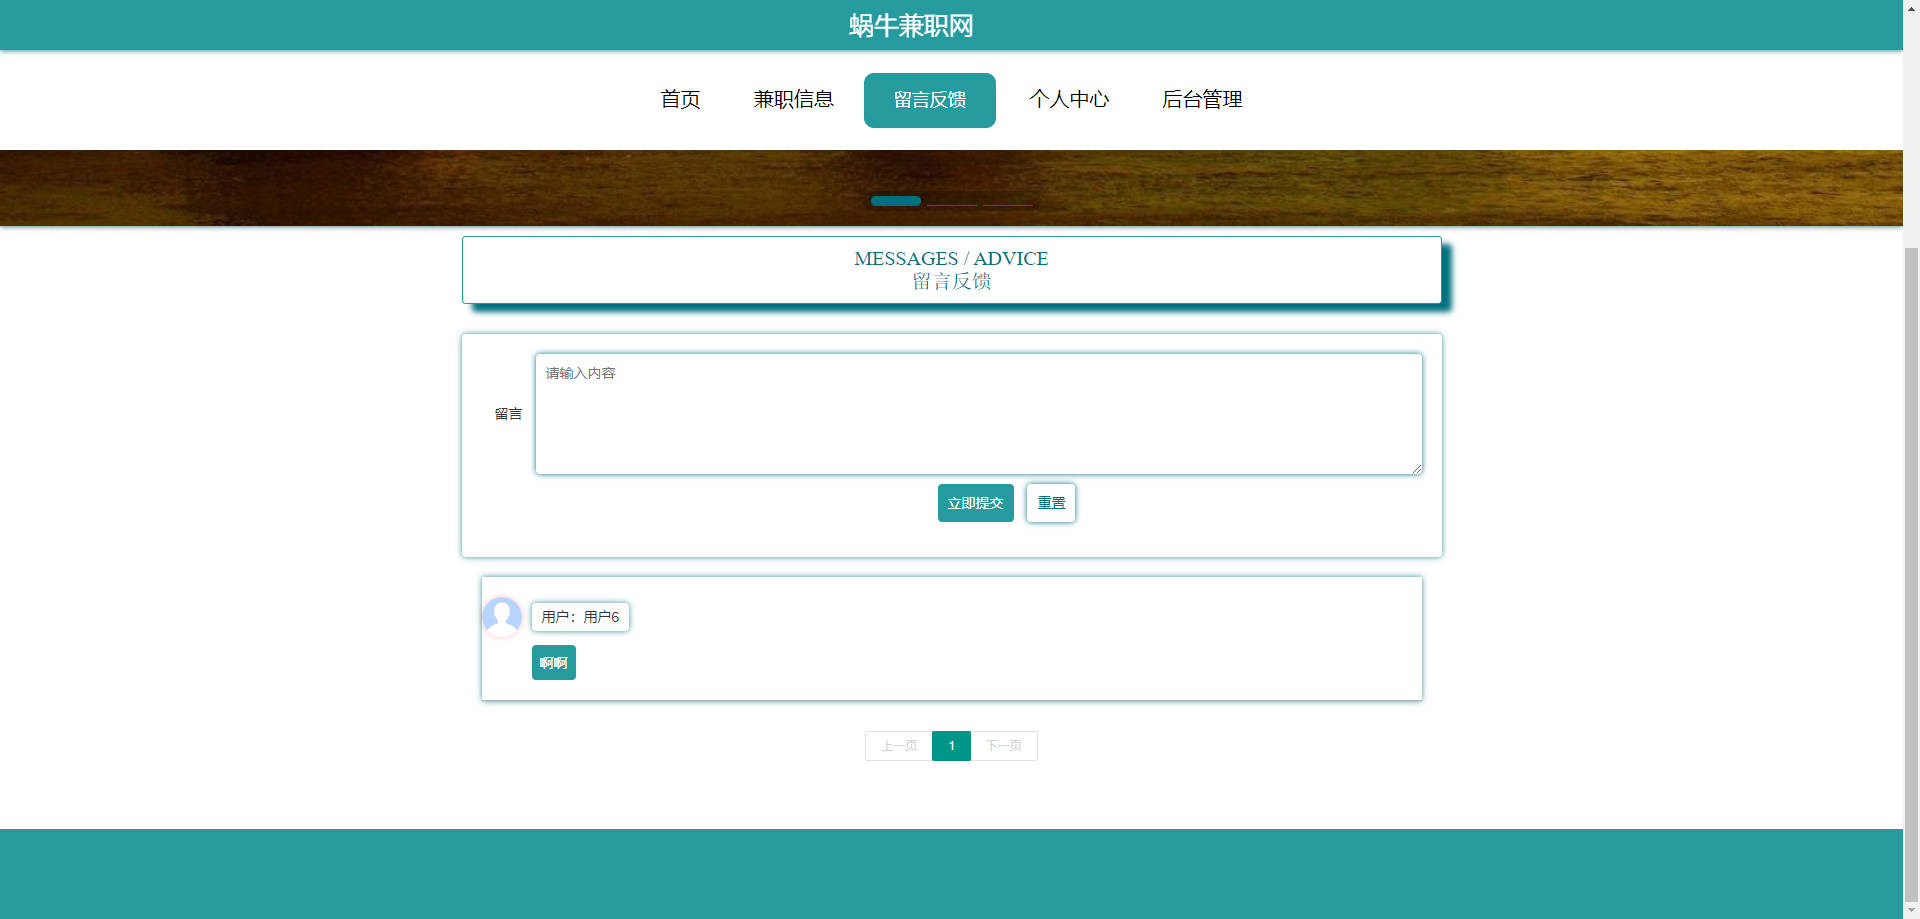 蜗牛兼职网
首页 兼职信息 留言反馈 个人中心 后台管理
MESSAGES / ADVICE
留言反馈
请输入内容
留言
立即提交 重置
用户：用户6
啊啊
上一页 1 下一页